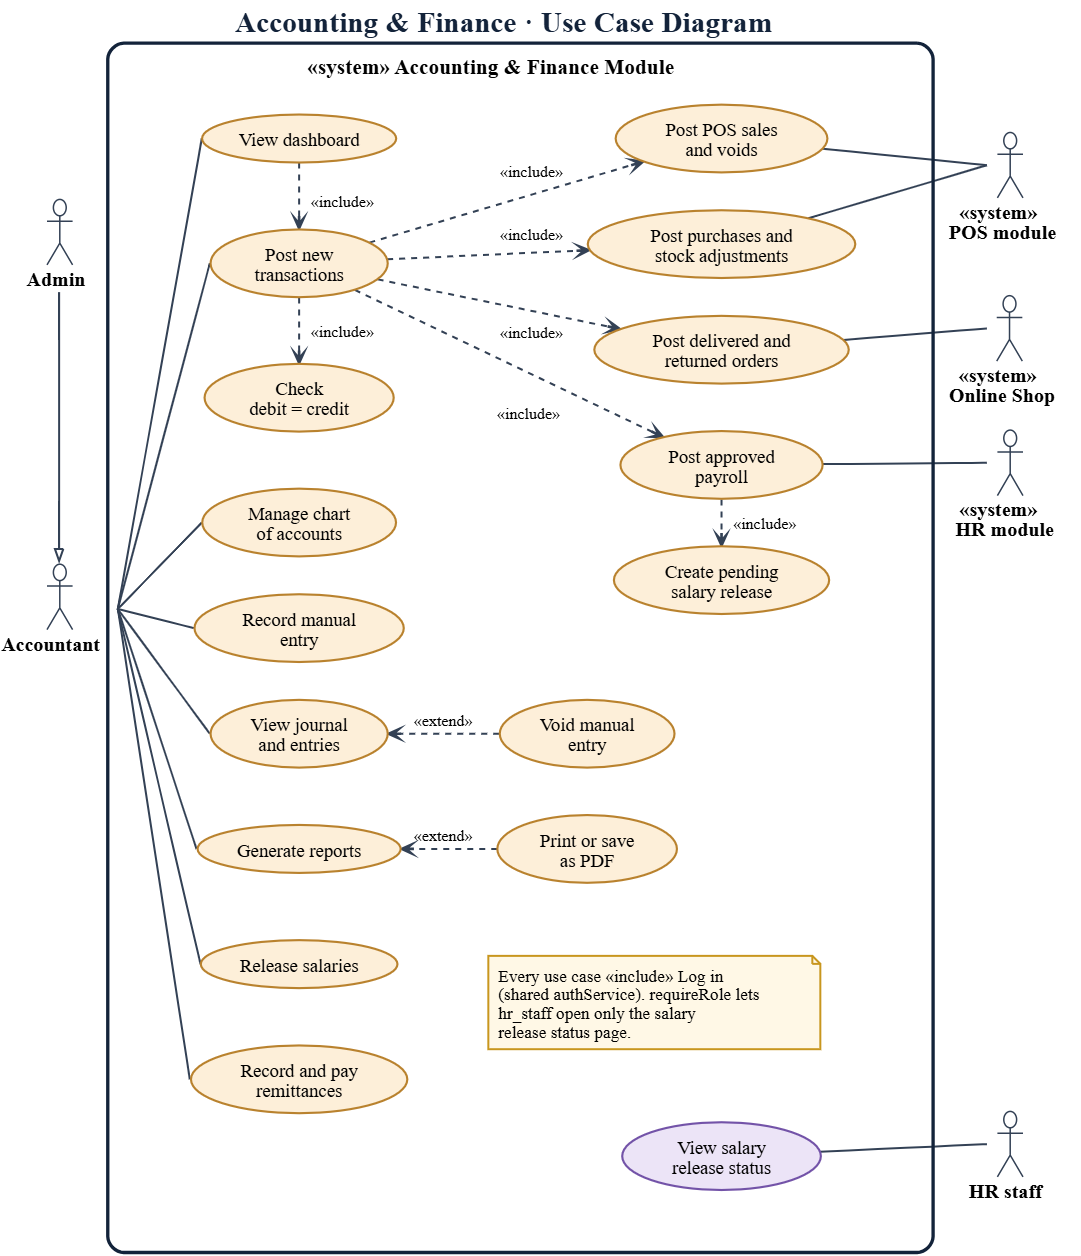 Accounting & Finance · Use Case Diagram
«system» Accounting & Finance Module
View dashboard
«include»
Post new
transactions
«include»
Check
debit = credit
«include»
Post POS sales
and voids
«include»
Post purchases and
stock adjustments
«include»
Post delivered and
returned orders
«include»
Post approved
payroll
«include»
Create pending
salary release
«system»
POS module
«system»
Online Shop
«system»
HR module
Admin
Accountant
Manage chart
of accounts
Record manual
entry
View journal
and entries
«extend»
Void manual
entry
Generate reports
«extend»
Print or save
as PDF
Release salaries
Every use case «include» Log in
(shared authService). requireRole lets
hr_staff open only the salary
release status page.
Record and pay
remittances
View salary
release status
HR staff